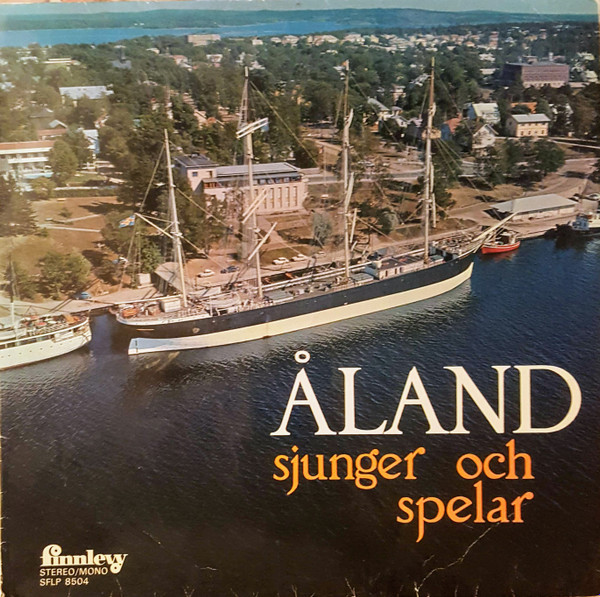 ÅLAND
sjunger och
spelar
finnlevy
STEREO/MONO
SFLP 8504